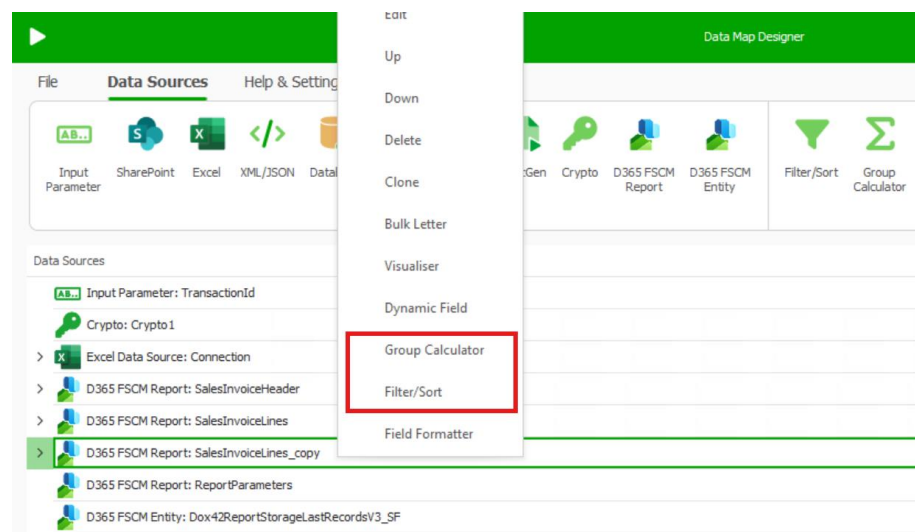 Edit
Data Map Designer
Up
File Data Sources Help & Setting
Down
Delete
Input Parameter
SharePoint
Excel
XML/JSON
Crypto
D365 FSCM Report
D365 FSCM Entity
Filter/Sort
Group Calculator
Clone
Bulk Letter
Visualiser
Dynamic Field
Group Calculator
Filter/Sort
Field Formatter
Data Sources
AB.. Input Parameter: TransactionId
Crypto: Crypto1
Excel Data Source: Connection
D365 FSCM Report: SalesInvoiceHeader
D365 FSCM Report: SalesInvoiceLines
D365 FSCM Report: SalesInvoiceLines_copy
D365 FSCM Report: ReportParameters
D365 FSCM Entity: Dox42ReportStorageLastRecordsV3_SF